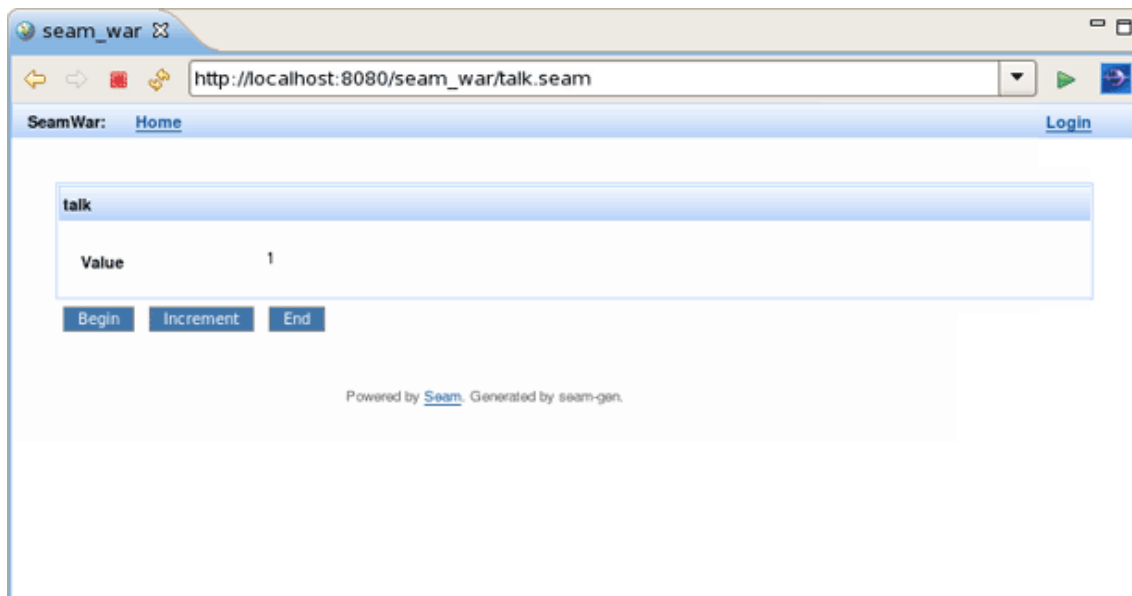 seam_war
http://localhost:8080/seam_war/talk.seam
SeamWar: Home Login
talk
Value 1
Begin Increment End
Powered by Seam. Generated by seam-gen.